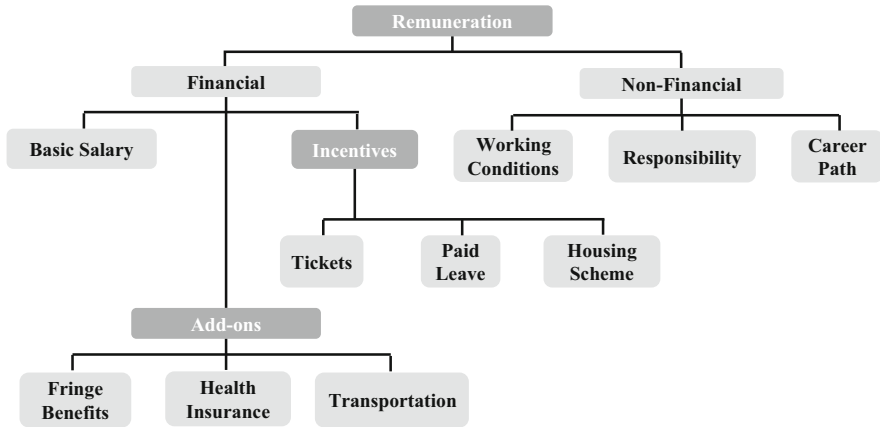 Remuneration
Financial
Non-Financial
Basic Salary
Incentives
Working
Conditions
Responsibility
Career
Path
Tickets
Paid
Leave
Housing
Scheme
Add-ons
Fringe
Benefits
Health
Insurance
Transportation